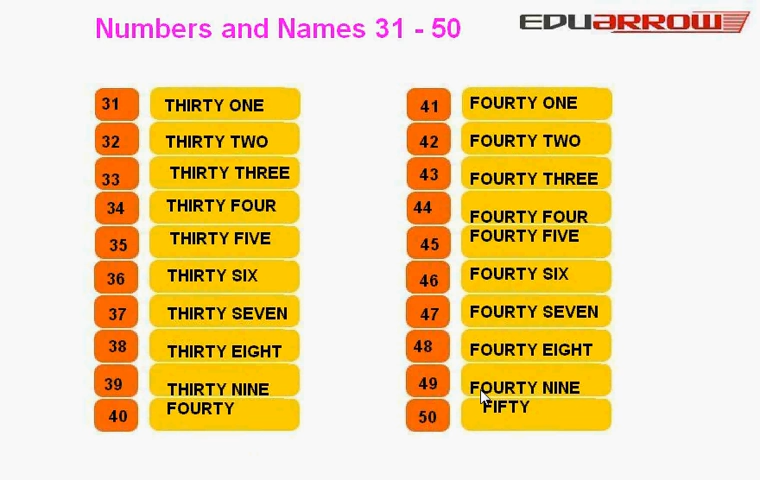 Numbers and Names 31 - 50
EDUARROW
31 THIRTY ONE
32 THIRTY TWO
33 THIRTY THREE
34 THIRTY FOUR
35 THIRTY FIVE
36 THIRTY SIX
37 THIRTY SEVEN
38 THIRTY EIGHT
39 THIRTY NINE
40 FOURTY
41 FOURTY ONE
42 FOURTY TWO
43 FOURTY THREE
44 FOURTY FOUR
45 FOURTY FIVE
46 FOURTY SIX
47 FOURTY SEVEN
48 FOURTY EIGHT
49 FOURTY NINE
50 FIFTY